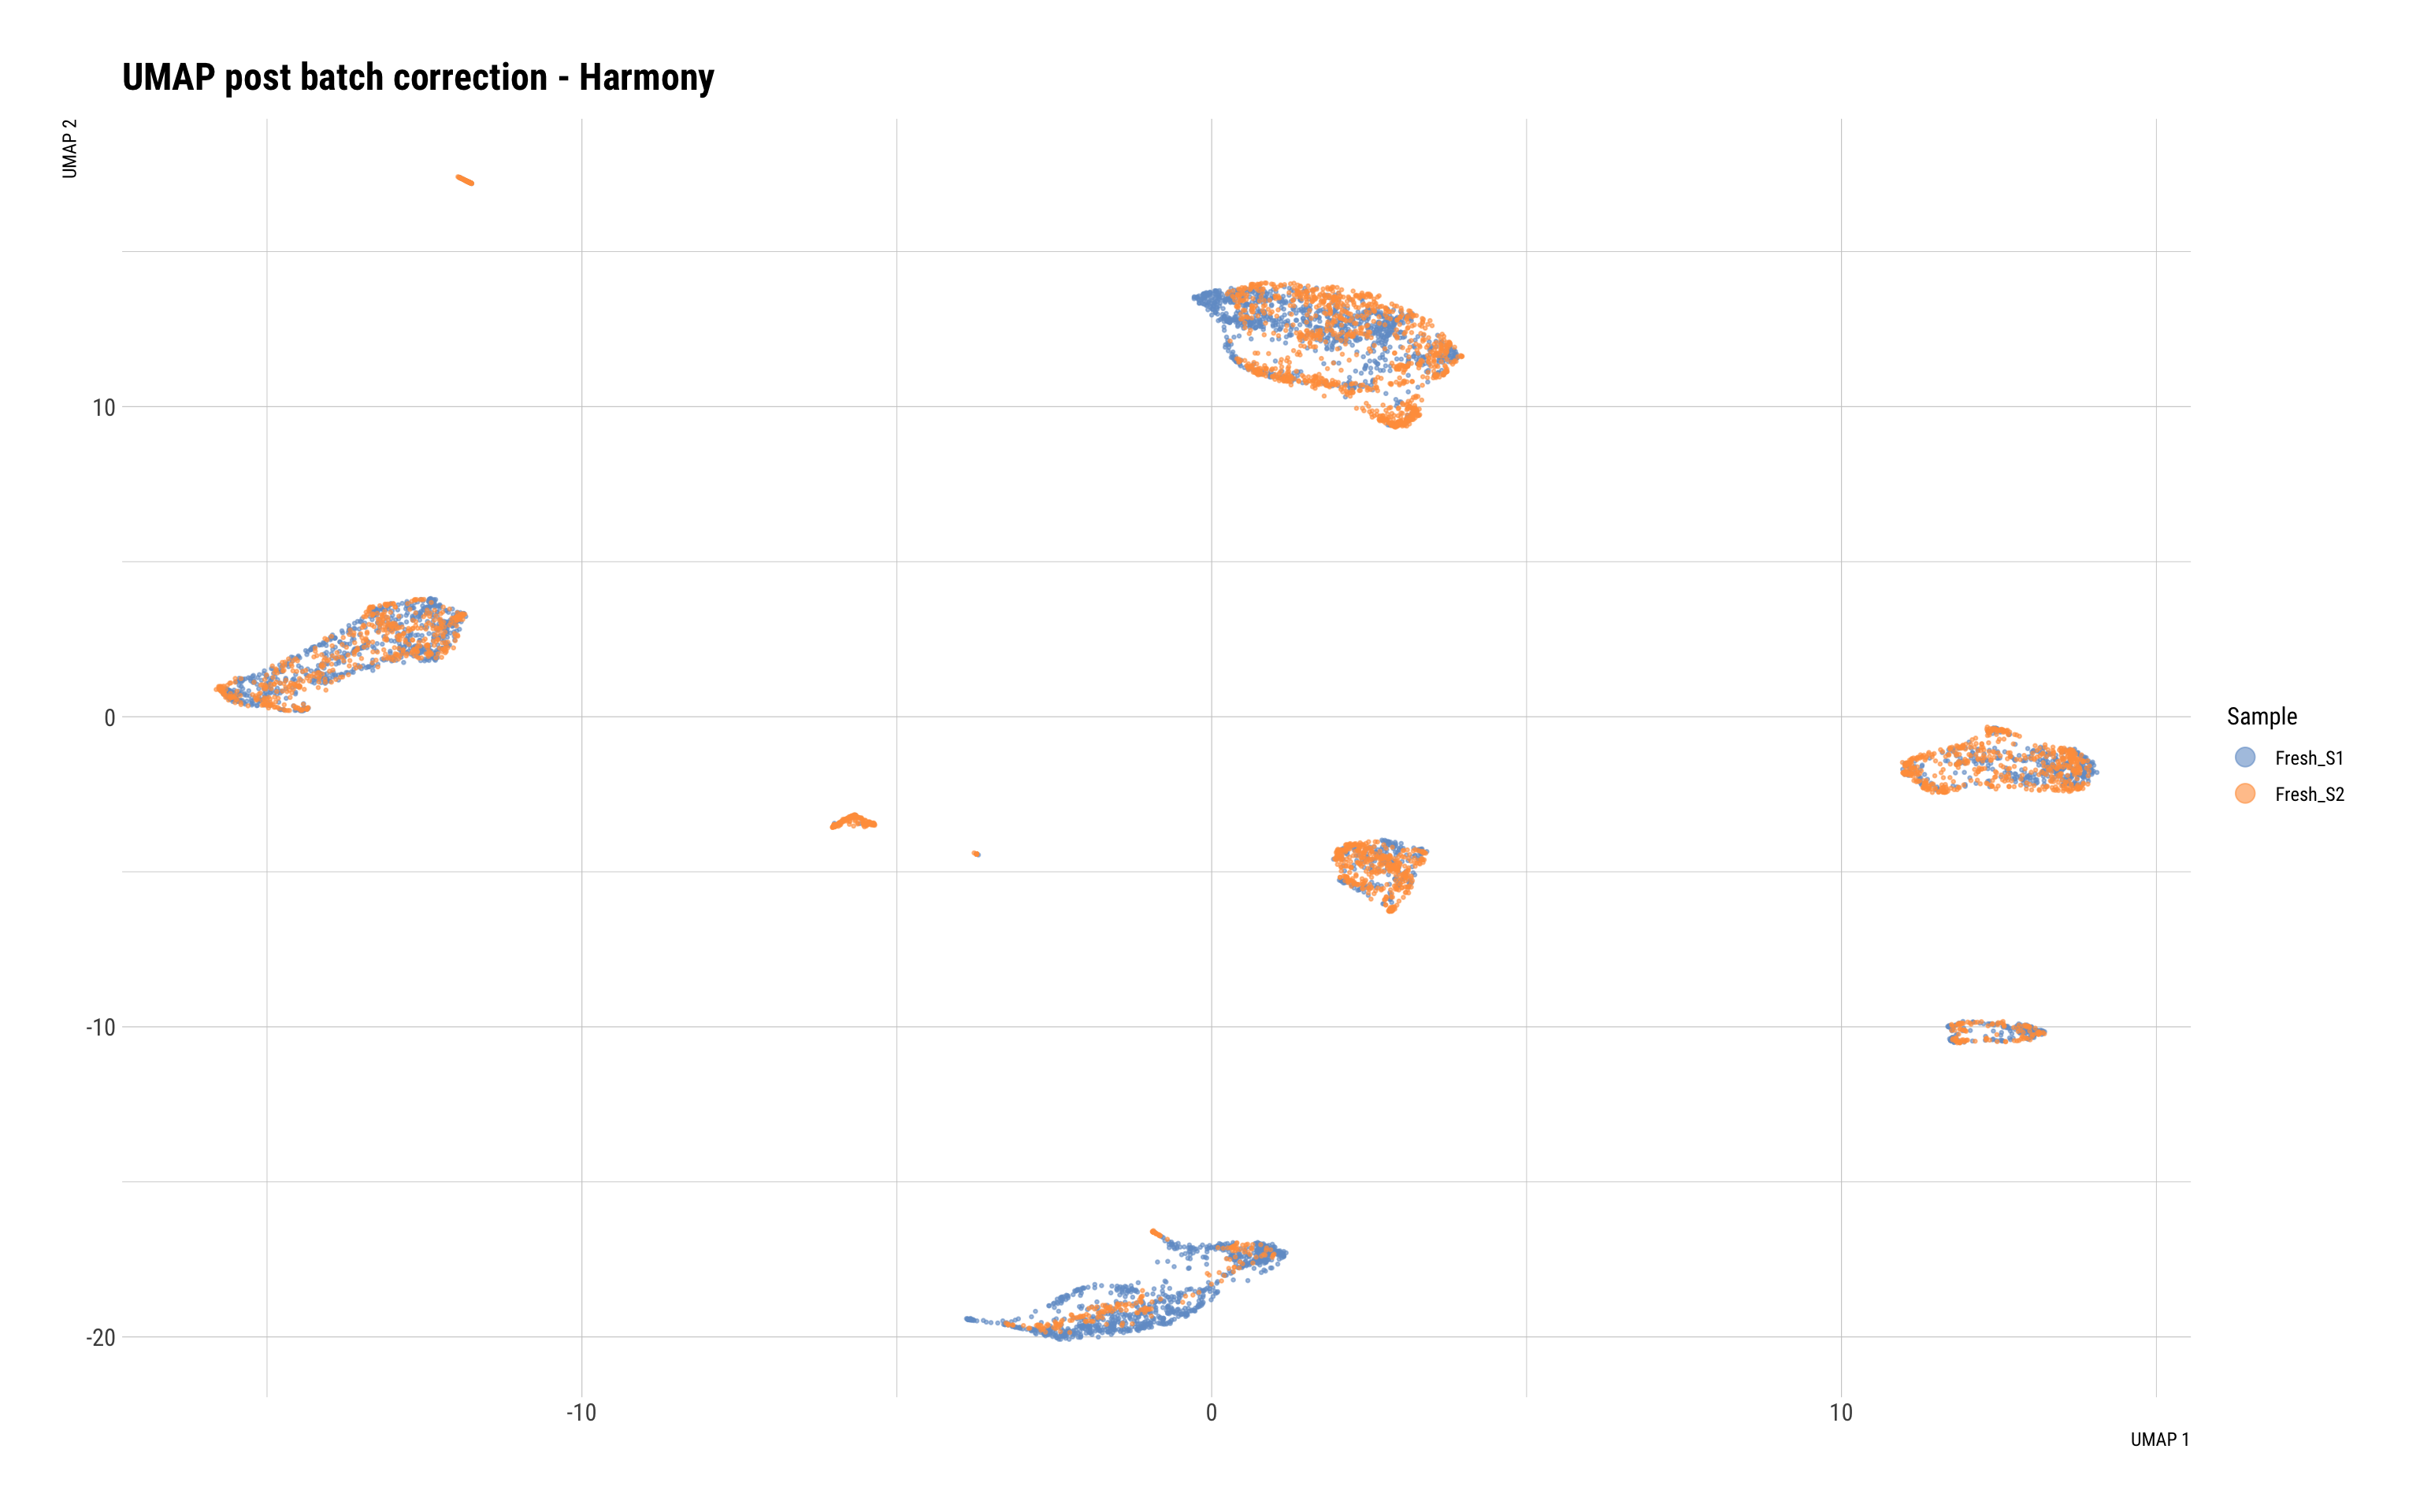 UMAP post batch correction - Harmony
UMAP 2
10
0
-10
-20
-10
0
10
UMAP 1
Sample
Fresh_S1
Fresh_S2